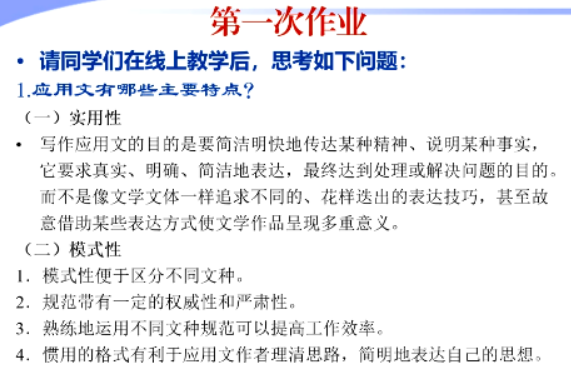 第一次作业
• 请同学们在线上教学后，思考如下问题：
1.应用文有哪些主要特点？
（一）实用性
• 写作应用文的目的是要简洁明快地传达某种精神、说明某种事实，
它要求真实、明确、简洁地表达，最终达到处理或解决问题的目的。
而不是像文学文体一样追求不同的、花样迭出的表达技巧，甚至故
意借助某些表达方式使文学作品呈现多重意义。
（二）模式性
1．模式性便于区分不同文种。
2．规范带有一定的权威性和严肃性。
3．熟练地运用不同文种规范可以提高工作效率。
4．惯用的格式有利于应用文作者理清思路，简明地表达自己的思想。